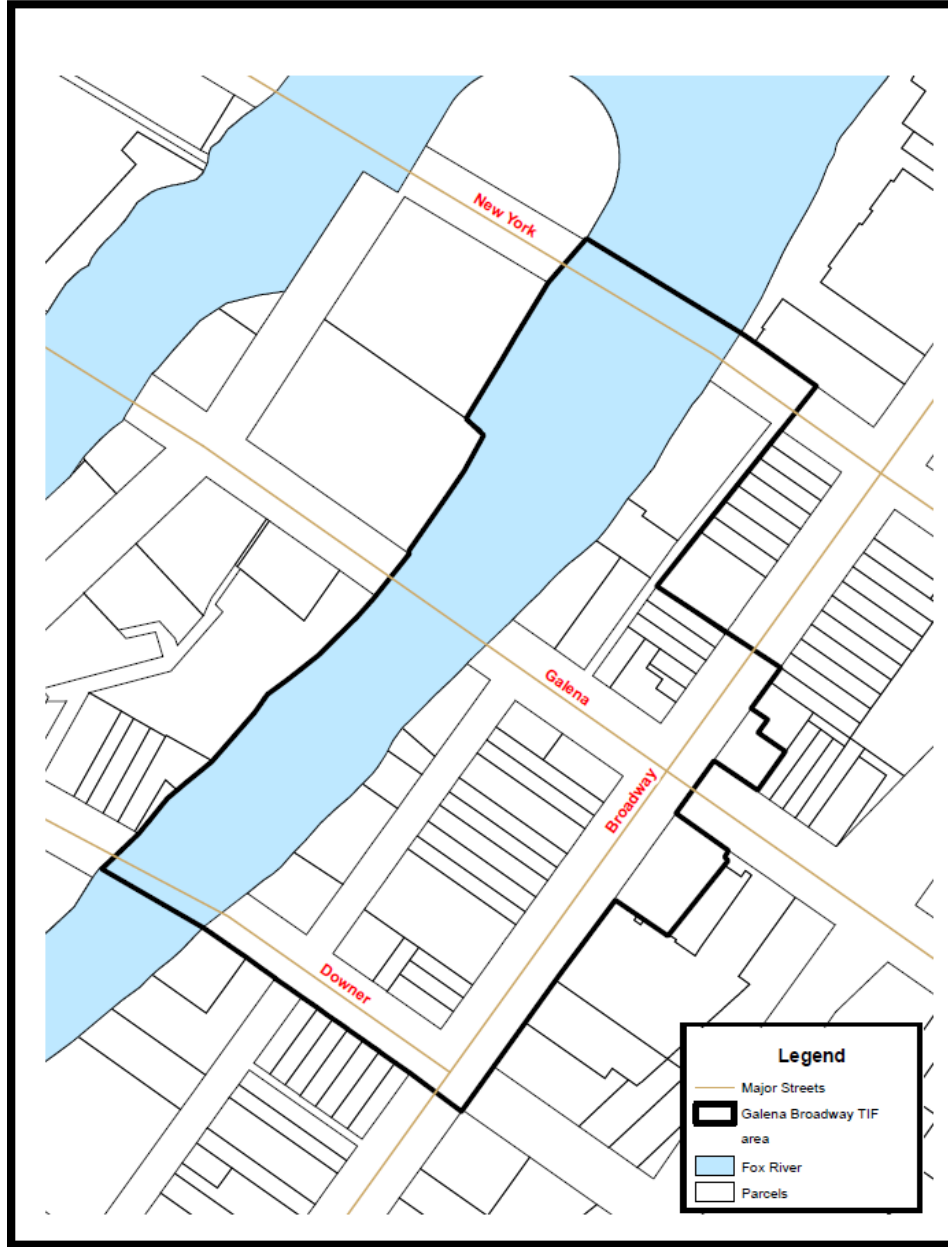 New York
Galena
Broadway
Downer
Legend
Major Streets
Galena Broadway TIF
area
Fox River
Parcels